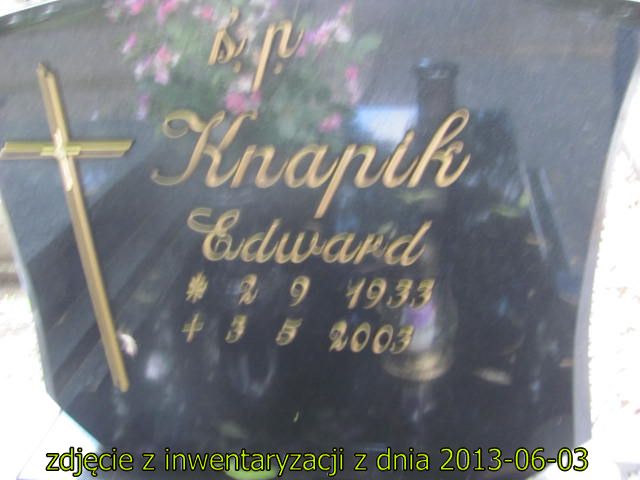 ś. p.
Knapik
Edward
* 2 9 1933
+ 3 5 2003
zdjęcie z inwentaryzacji z dnia 2013-06-03